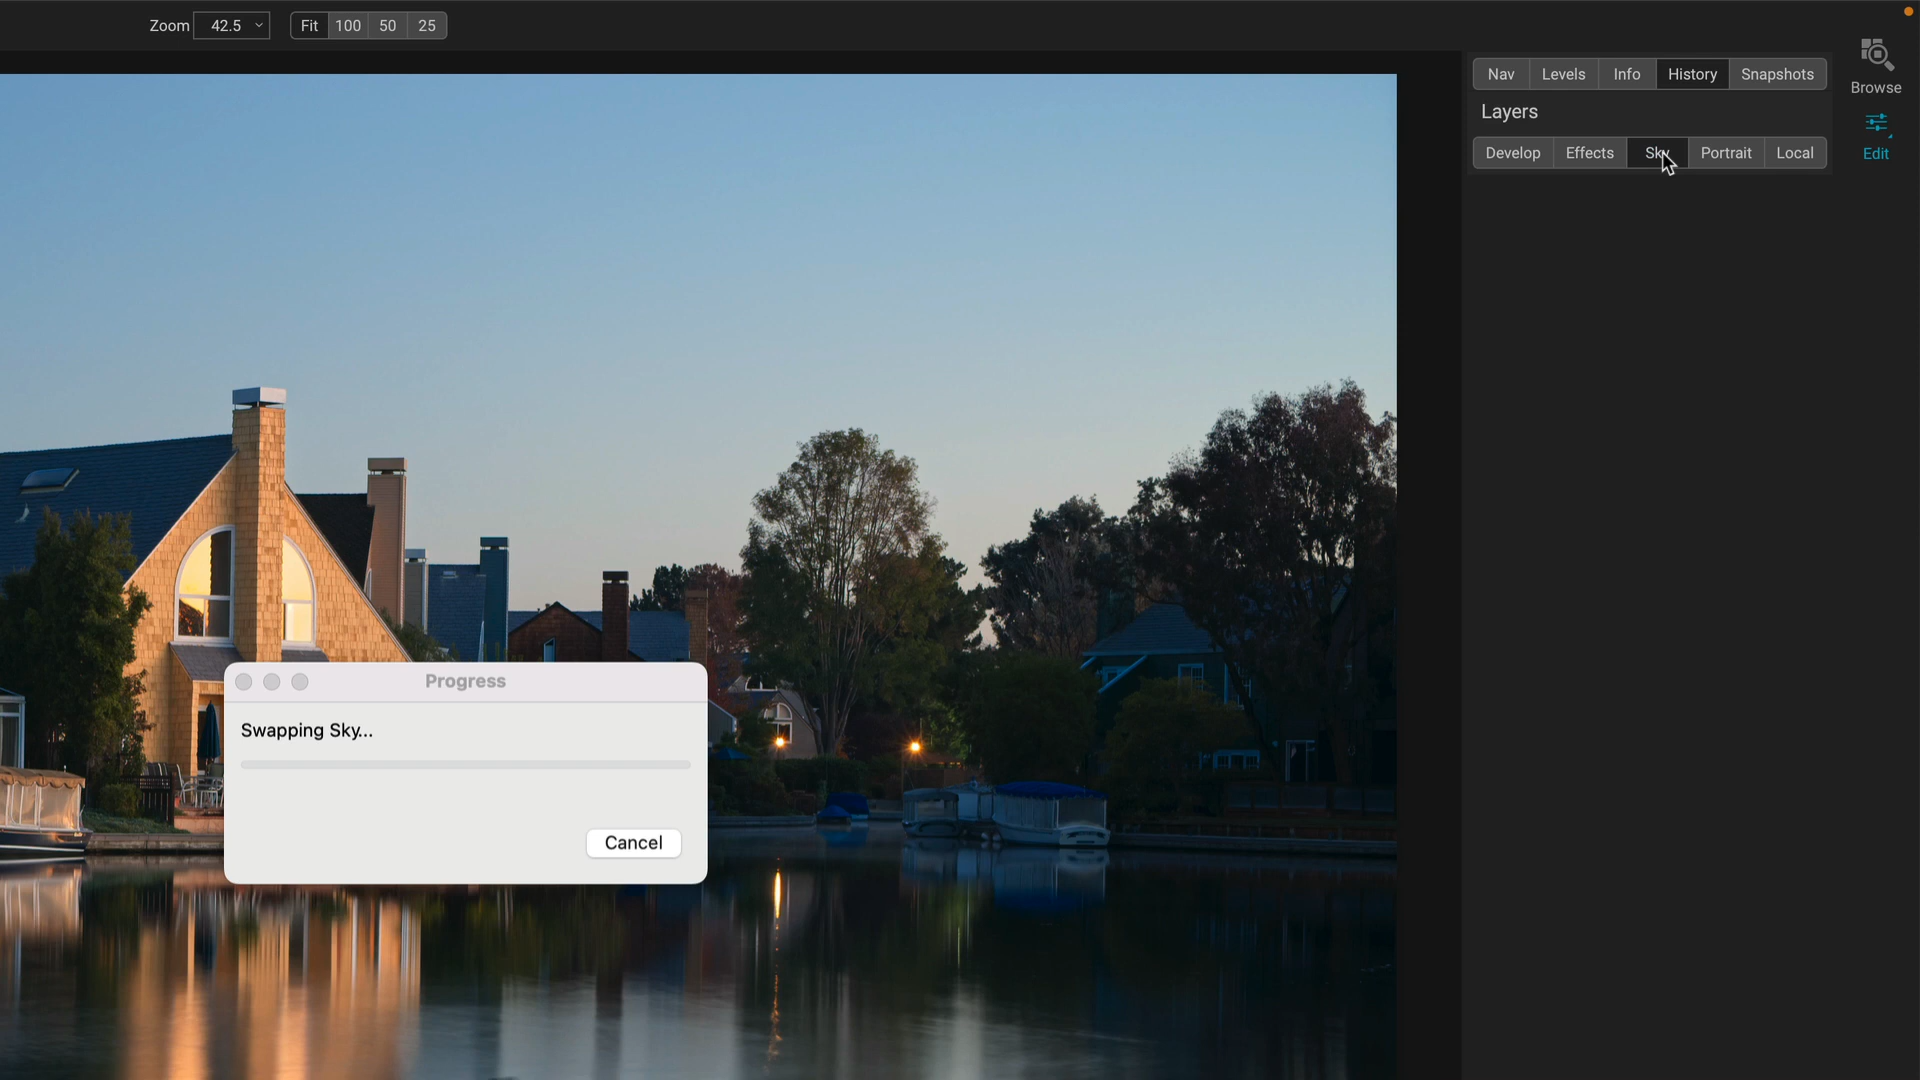 Zoom 42.5 Fit 100 50 25
Nav Levels Info History Snapshots
Browse
Layers
Develop Effects Sky Portrait Local
Edit
Progress
Swapping Sky...
Cancel